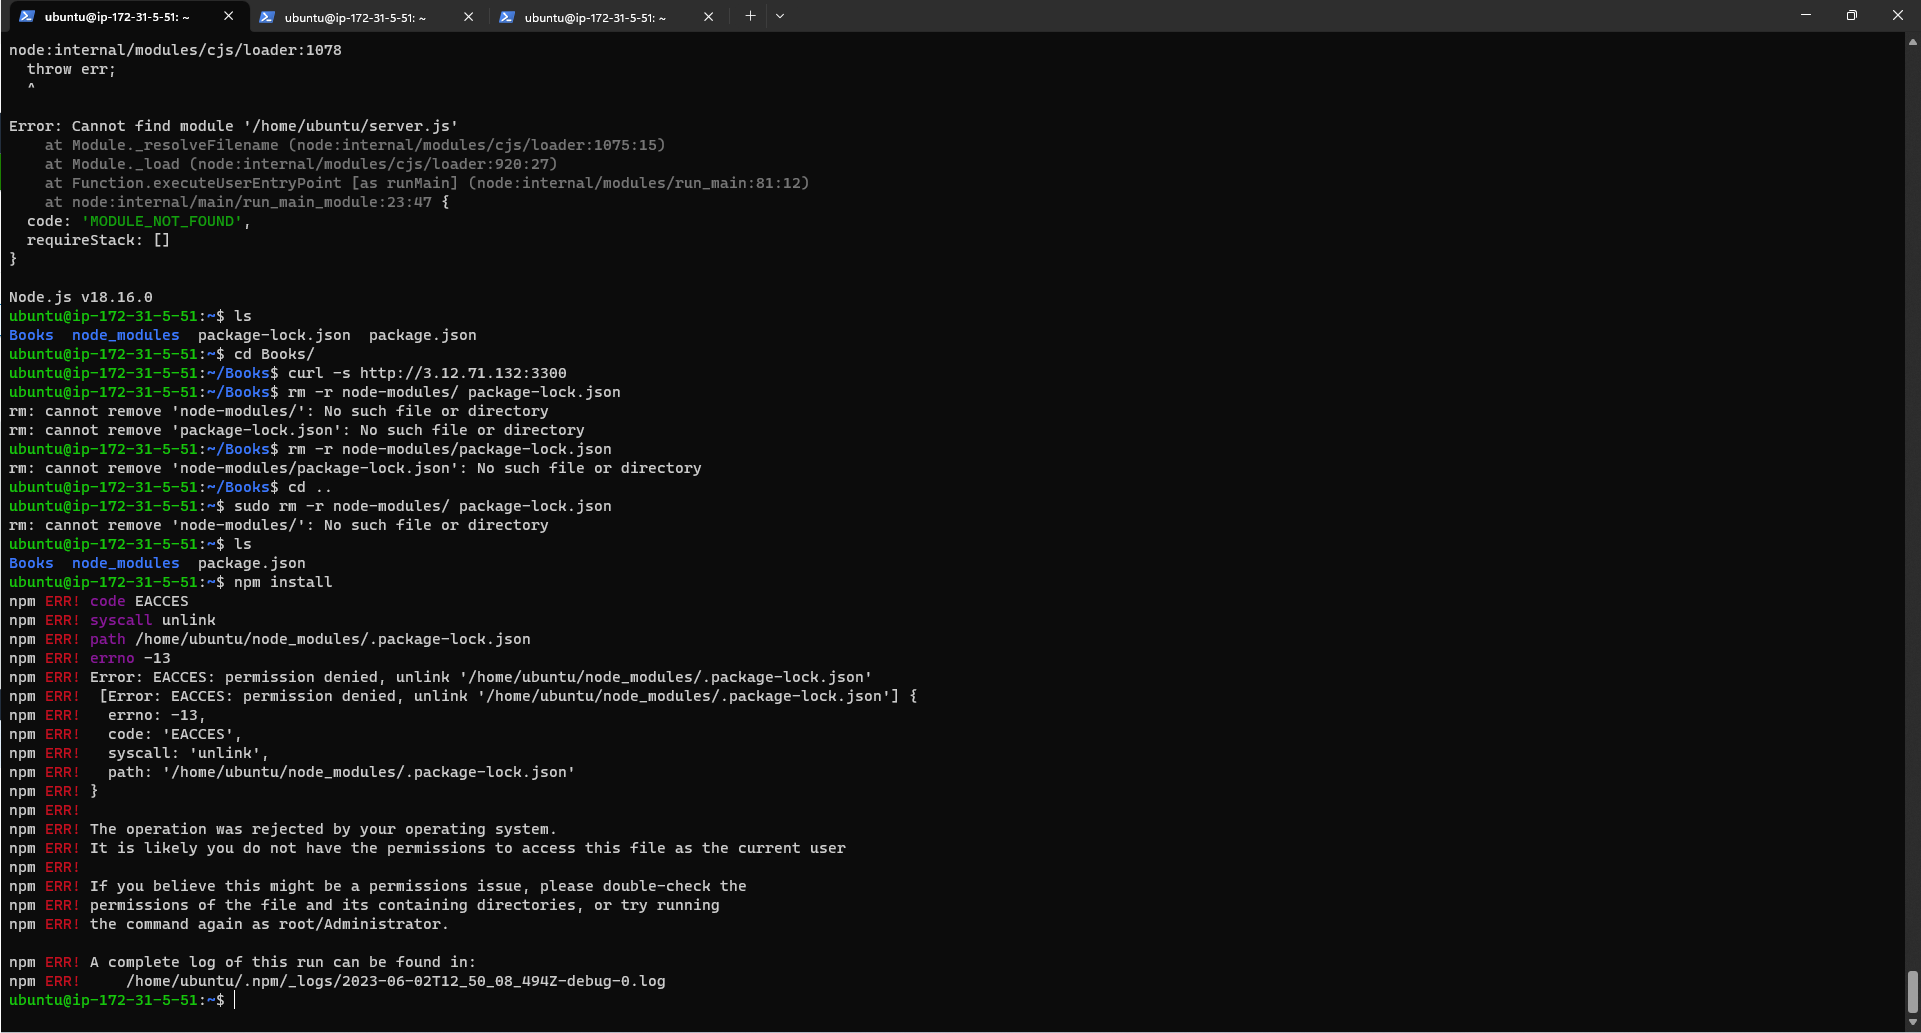 ubuntu@ip-172-31-5-51: ~ ubuntu@ip-172-31-5-51: ~ ubuntu@ip-172-31-5-51: ~
node:internal/modules/cjs/loader:1078
  throw err;
  ^

Error: Cannot find module '/home/ubuntu/server.js'
    at Module._resolveFilename (node:internal/modules/cjs/loader:1075:15)
    at Module._load (node:internal/modules/cjs/loader:920:27)
    at Function.executeUserEntryPoint [as runMain] (node:internal/modules/run_main:81:12)
    at node:internal/main/run_main_module:23:47 {
  code: 'MODULE_NOT_FOUND',
  requireStack: []
}

Node.js v18.16.0
ubuntu@ip-172-31-5-51:~$ ls
Books  node_modules  package-lock.json  package.json
ubuntu@ip-172-31-5-51:~$ cd Books/
ubuntu@ip-172-31-5-51:~/Books$ curl -s http://3.12.71.132:3300
ubuntu@ip-172-31-5-51:~/Books$ rm -r node-modules/ package-lock.json
rm: cannot remove 'node-modules/': No such file or directory
rm: cannot remove 'package-lock.json': No such file or directory
ubuntu@ip-172-31-5-51:~/Books$ rm -r node-modules/package-lock.json
rm: cannot remove 'node-modules/package-lock.json': No such file or directory
ubuntu@ip-172-31-5-51:~/Books$ cd ..
ubuntu@ip-172-31-5-51:~$ sudo rm -r node-modules/ package-lock.json
rm: cannot remove 'node-modules/': No such file or directory
ubuntu@ip-172-31-5-51:~$ ls
Books  node_modules  package.json
ubuntu@ip-172-31-5-51:~$ npm install
npm ERR! code EACCES
npm ERR! syscall unlink
npm ERR! path /home/ubuntu/node_modules/.package-lock.json
npm ERR! errno -13
npm ERR! Error: EACCES: permission denied, unlink '/home/ubuntu/node_modules/.package-lock.json'
npm ERR!  [Error: EACCES: permission denied, unlink '/home/ubuntu/node_modules/.package-lock.json'] {
npm ERR!   errno: -13,
npm ERR!   code: 'EACCES',
npm ERR!   syscall: 'unlink',
npm ERR!   path: '/home/ubuntu/node_modules/.package-lock.json'
npm ERR! }
npm ERR!
npm ERR! The operation was rejected by your operating system.
npm ERR! It is likely you do not have the permissions to access this file as the current user
npm ERR!
npm ERR! If you believe this might be a permissions issue, please double-check the
npm ERR! permissions of the file and its containing directories, or try running
npm ERR! the command again as root/Administrator.

npm ERR! A complete log of this run can be found in:
npm ERR!     /home/ubuntu/.npm/_logs/2023-06-02T12_50_08_494Z-debug-0.log
ubuntu@ip-172-31-5-51:~$